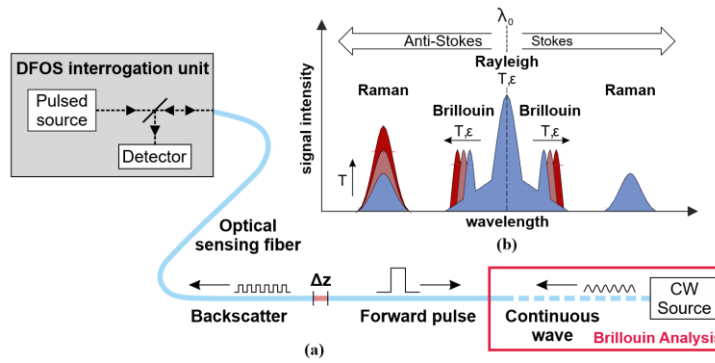 DFOS interrogation unit
Pulsed
source
Detector
Optical
sensing fiber
Backscatter
Δz
Forward pulse
Continuous
wave
CW
Source
Brillouin Analysis
(a)
λ₀
Anti-Stokes
Stokes
Rayleigh
T,ε
Raman
Brillouin
T,ε
Brillouin
T,ε
Raman
T
signal intensity
wavelength
(b)